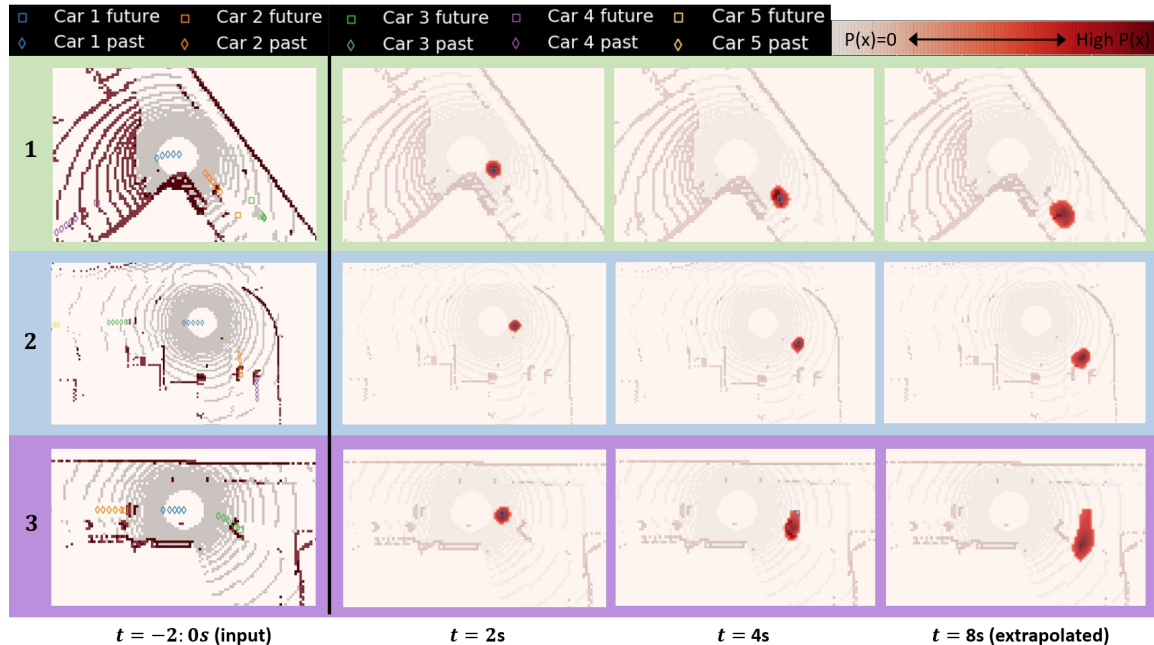 Car 1 future Car 2 future Car 3 future Car 4 future Car 5 future
Car 1 past Car 2 past Car 3 past Car 4 past Car 5 past
P(x)=0 High P(x)
1
2
3
t = −2: 0s (input) t = 2s t = 4s t = 8s (extrapolated)